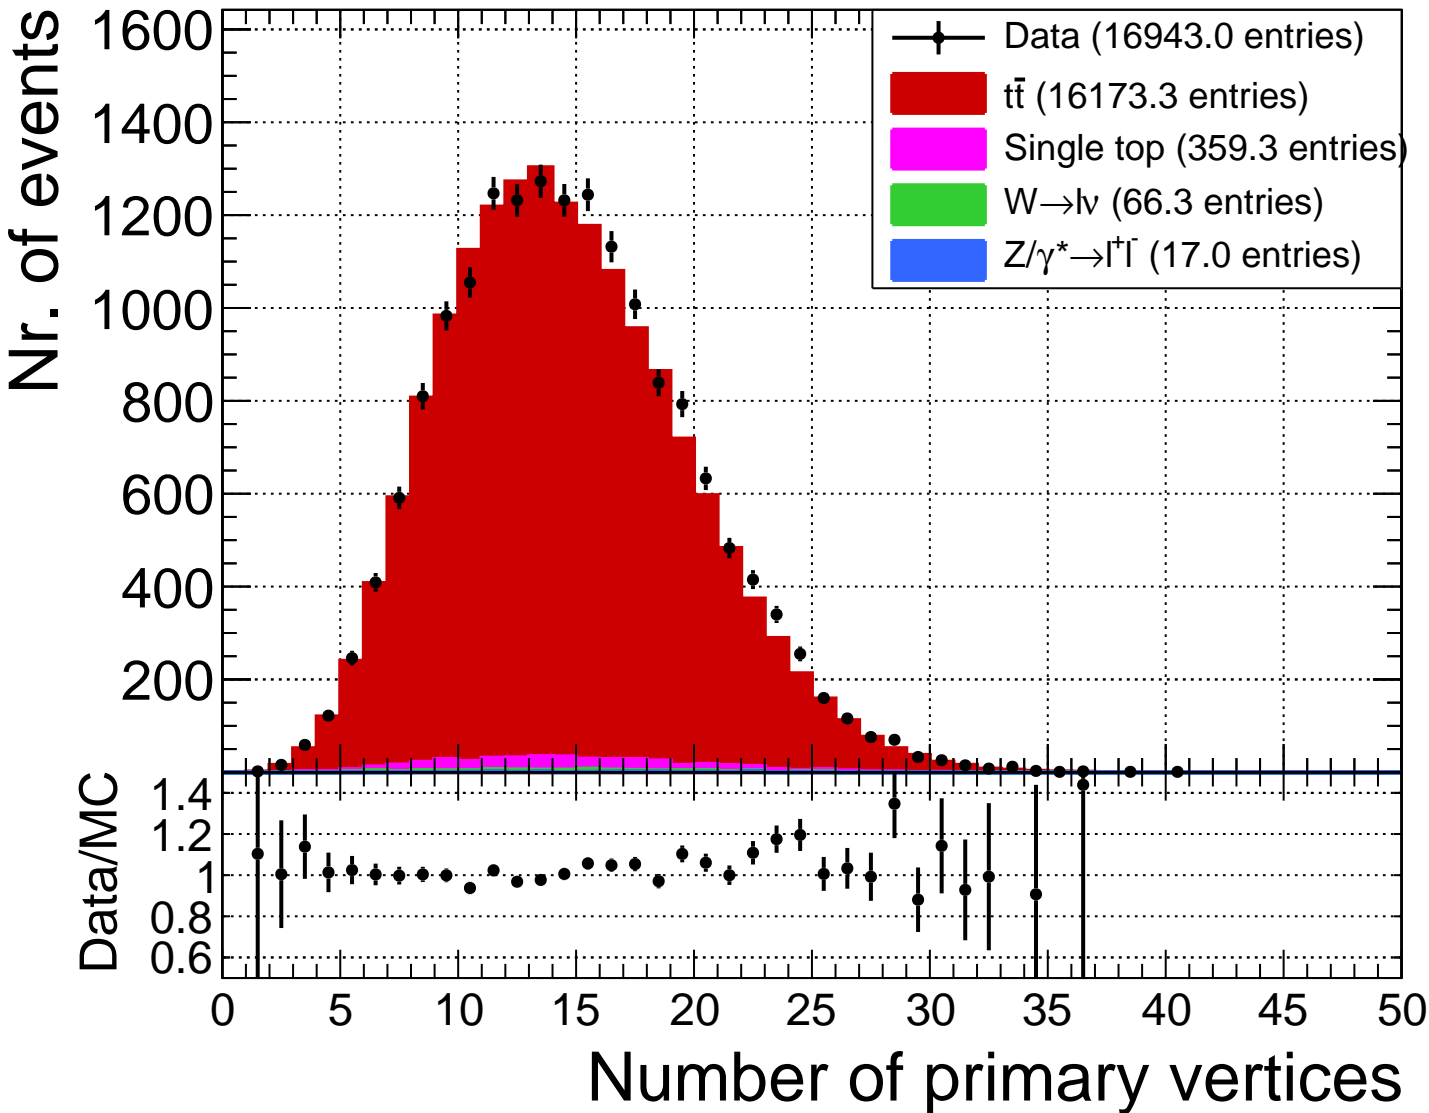 Nr. of events
1600
1400
1200
1000
800
600
400
200
Data (16943.0 entries)
tt̄ (16173.3 entries)
Single top (359.3 entries)
W→lν (66.3 entries)
Z/γ*→l⁺l⁻ (17.0 entries)
Data/MC
1.4
1.2
1
0.8
0.6
0 5 10 15 20 25 30 35 40 45 50
Number of primary vertices